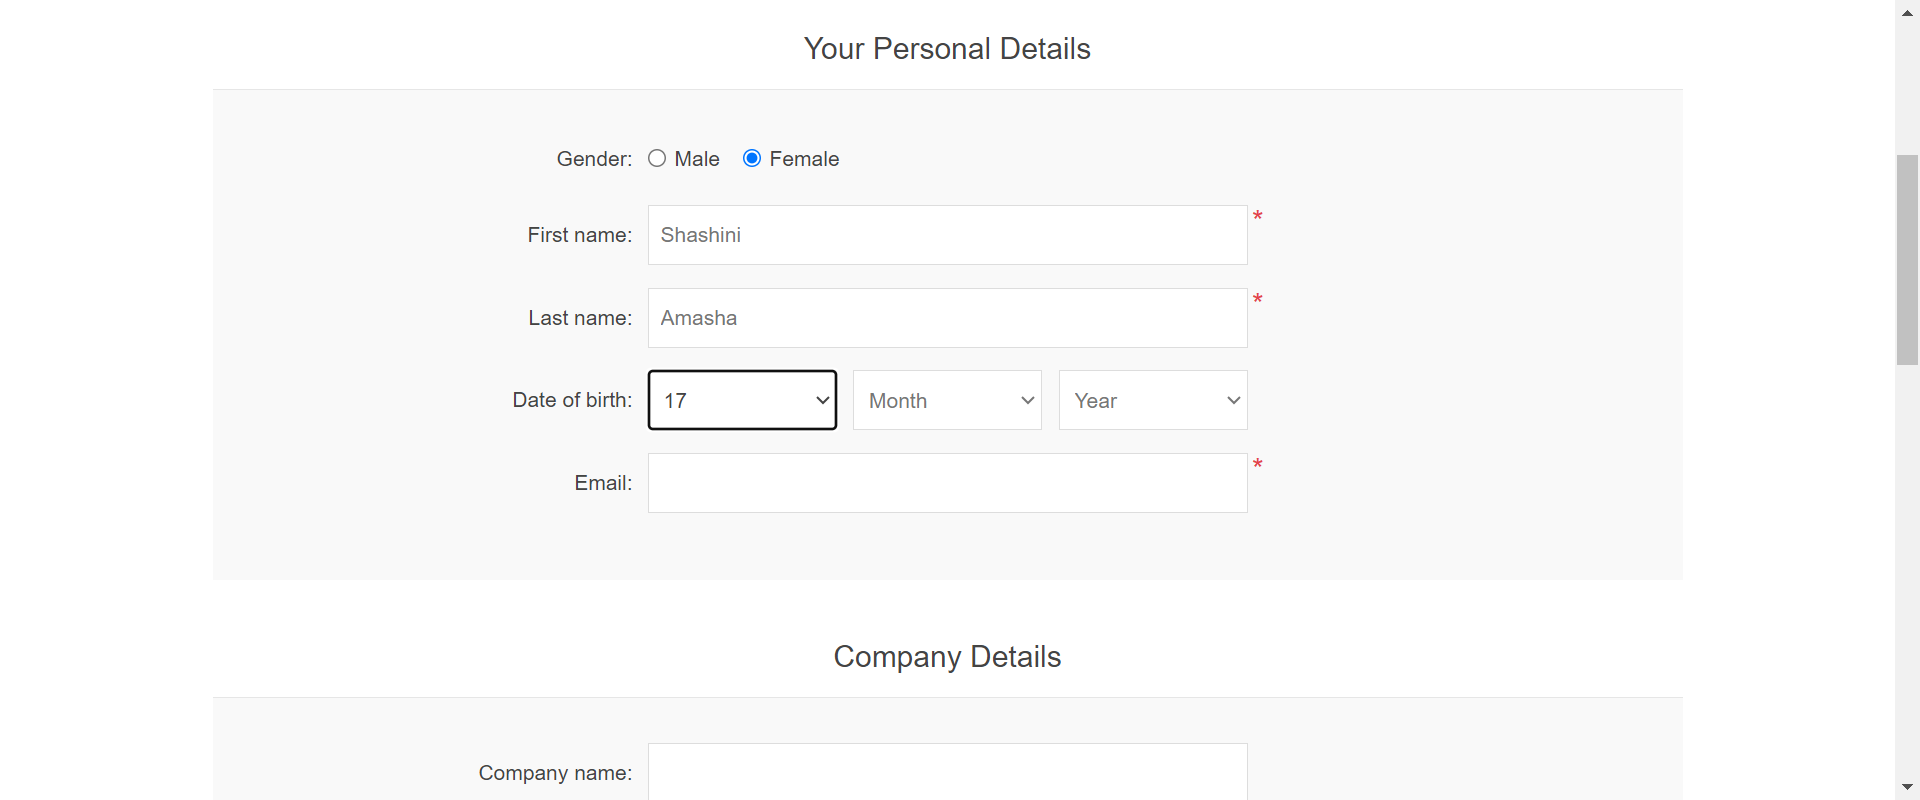 Your Personal Details
Gender: Male Female
First name: Shashini *
Last name: Amasha *
Date of birth: 17 Month Year
Email: *
Company Details
Company name: